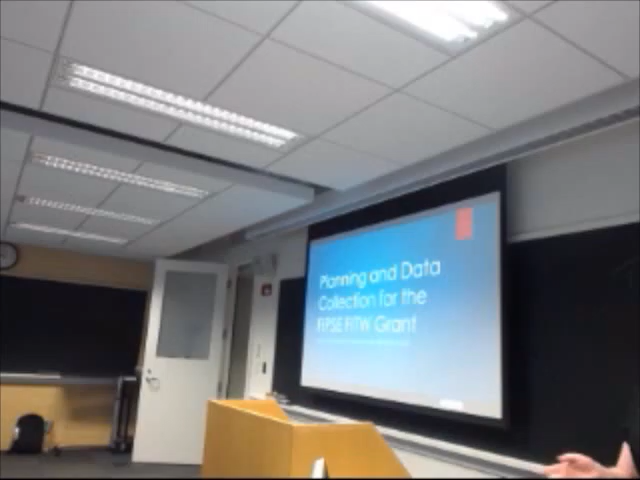 Planning and Data
Collection for the
FIPSE FITW Grant